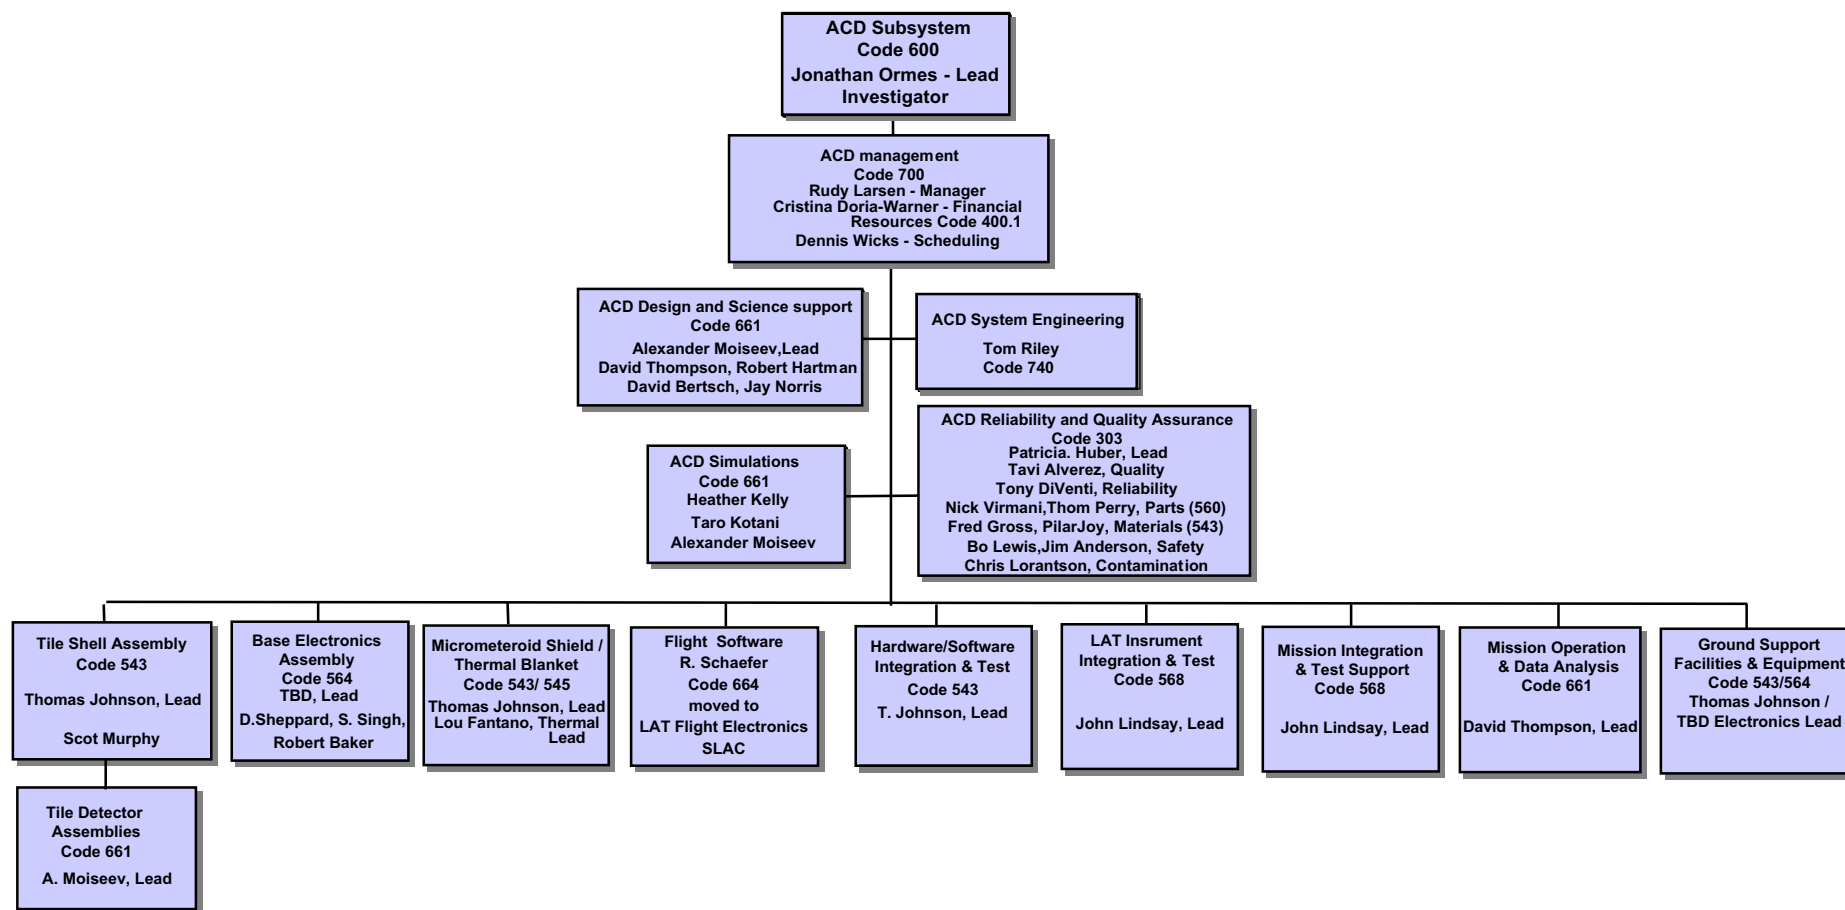 ACD Subsystem
Code 600
Jonathan Ormes - Lead
Investigator
ACD management
Code 700
Rudy Larsen - Manager
Cristina Doria-Warner - Financial
Resources Code 400.1
Dennis Wicks - Scheduling
ACD Design and Science support
Code 661
Alexander Moiseev,Lead
David Thompson, Robert Hartman
David Bertsch, Jay Norris
ACD System Engineering
Tom Riley
Code 740
ACD Simulations
Code 661
Heather Kelly
Taro Kotani
Alexander Moiseev
ACD Reliability and Quality Assurance
Code 303
Patricia. Huber, Lead
Tavi Alverez, Quality
Tony DiVenti, Reliability
Nick Virmani,Thom Perry, Parts (560)
Fred Gross, PilarJoy, Materials (543)
Bo Lewis,Jim Anderson, Safety
Chris Lorantson, Contamination
Tile Shell Assembly
Code 543
Thomas Johnson, Lead
Scot Murphy
Base Electronics
Assembly
Code 564
TBD, Lead
D.Sheppard, S. Singh,
Robert Baker
Micrometeroid Shield /
Thermal Blanket
Code 543/ 545
Thomas Johnson, Lead
Lou Fantano, Thermal
Lead
Flight Software
R. Schaefer
Code 664
moved to
LAT Flight Electronics
SLAC
Hardware/Software
Integration & Test
Code 543
T. Johnson, Lead
LAT Insrument
Integration & Test
Code 568
John Lindsay, Lead
Mission Integration
& Test Support
Code 568
John Lindsay, Lead
Mission Operation
& Data Analysis
Code 661
David Thompson, Lead
Ground Support
Facilities & Equipment
Code 543/564
Thomas Johnson /
TBD Electronics Lead
Tile Detector
Assemblies
Code 661
A. Moiseev, Lead